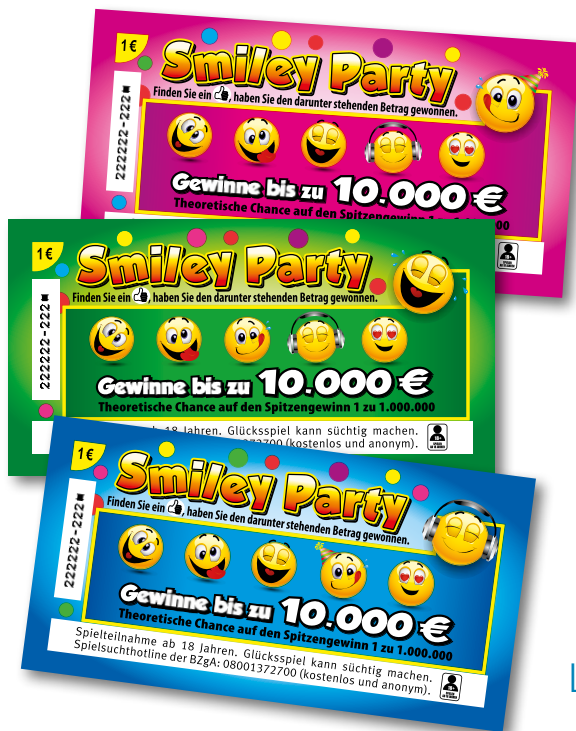 1€
Smiley Party
Finden Sie ein , haben Sie den darunter stehenden Betrag gewonnen.
222222-222
Gewinne bis zu 10.000 €
Theoretische Chance auf den Spitzengewinn 1
00
1€
Smiley Party
Finden Sie ein , haben Sie den darunter stehenden Betrag gewonnen.
222222-222
Gewinne bis zu 10.000 €
Theoretische Chance auf den Spitzengewinn 1 zu 1.000.000
18 Jahren. Glücksspiel kann süchtig machen.
(kostenlos und anonym).
18+
1€
Smiley Party
Finden Sie ein , haben Sie den darunter stehenden Betrag gewonnen.
222222-222
Gewinne bis zu 10.000 €
Theoretische Chance auf den Spitzengewinn 1 zu 1.000.000
Spielteilnahme ab 18 Jahren. Glücksspiel kann süchtig machen.
Spielsuchthotline der BZgA: 08001372700 (kostenlos und anonym).
18+
L